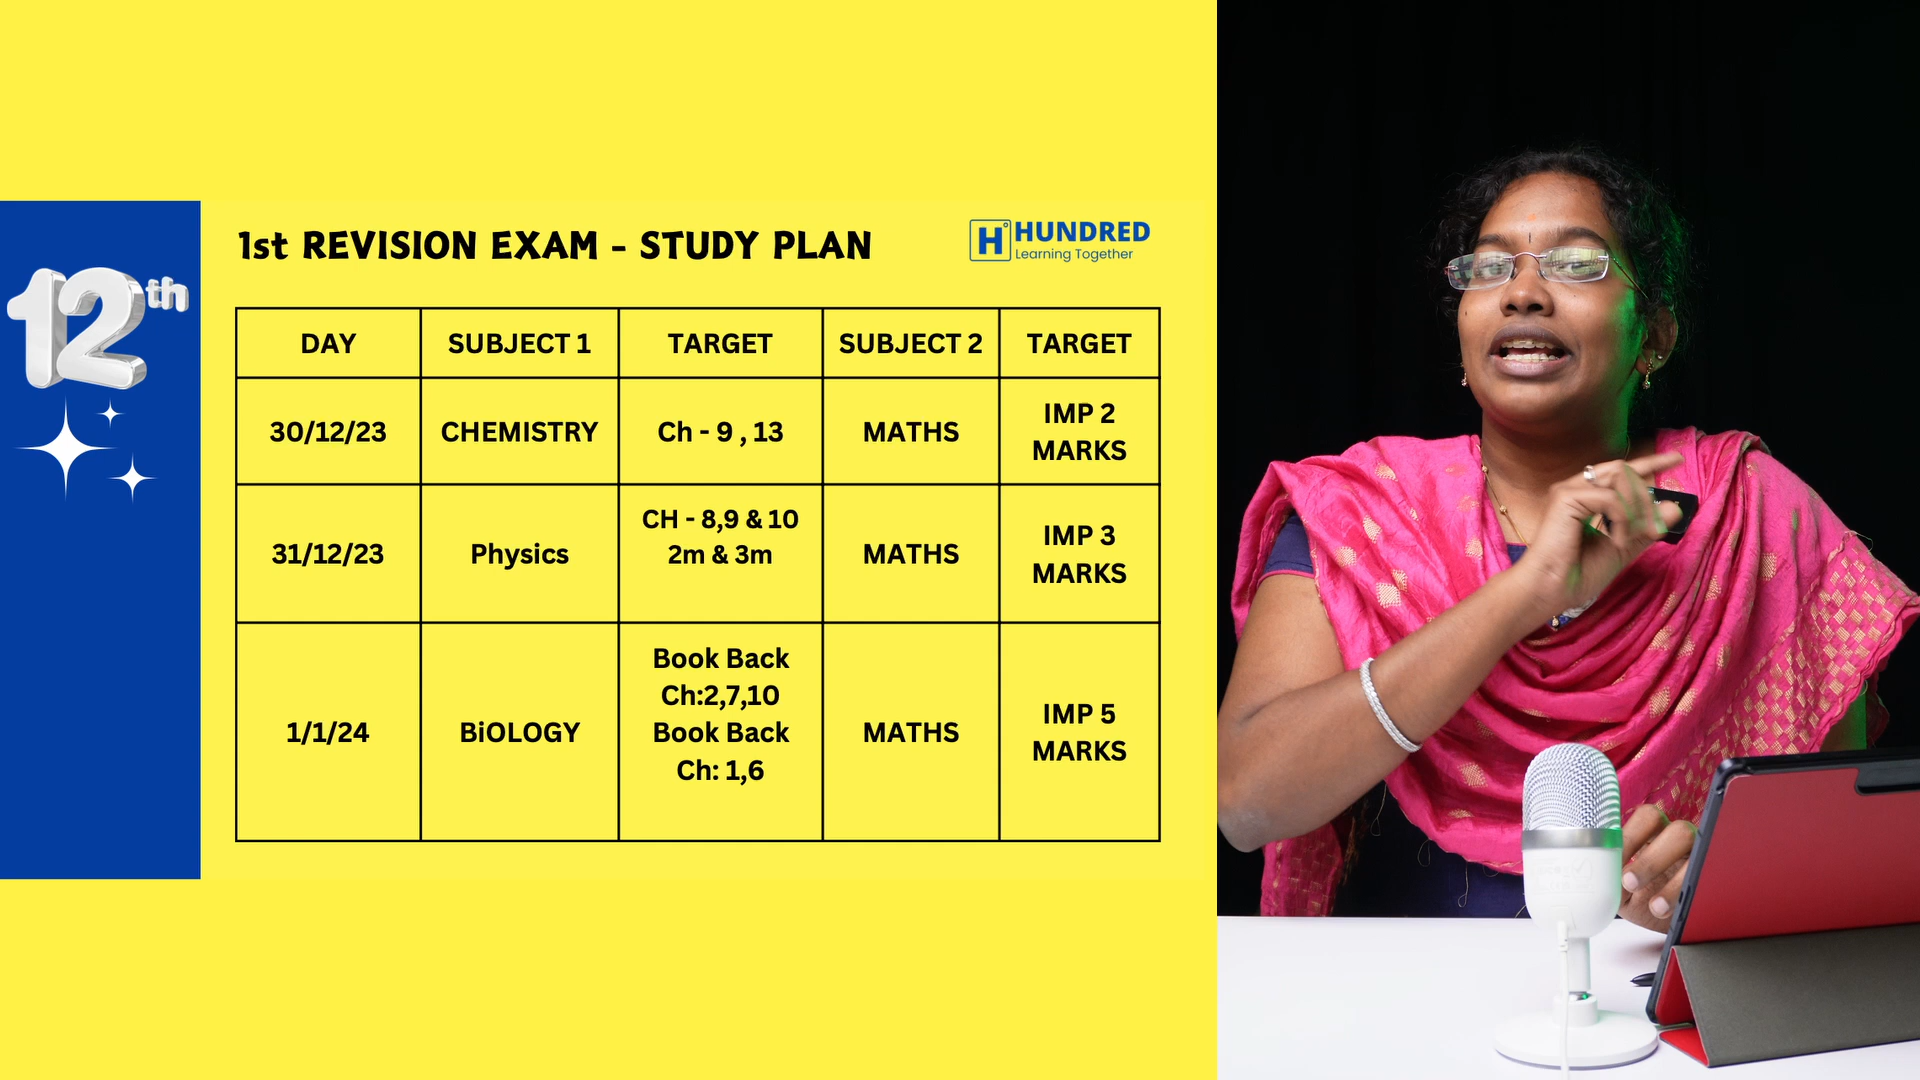 12th
1st REVISION EXAM - STUDY PLAN
H HUNDRED
Learning Together
DAY SUBJECT 1 TARGET SUBJECT 2 TARGET
30/12/23 CHEMISTRY Ch - 9 , 13 MATHS IMP 2
MARKS
31/12/23 Physics CH - 8,9 & 10
2m & 3m MATHS IMP 3
MARKS
1/1/24 BiOLOGY Book Back
Ch:2,7,10
Book Back
Ch: 1,6 MATHS IMP 5
MARKS